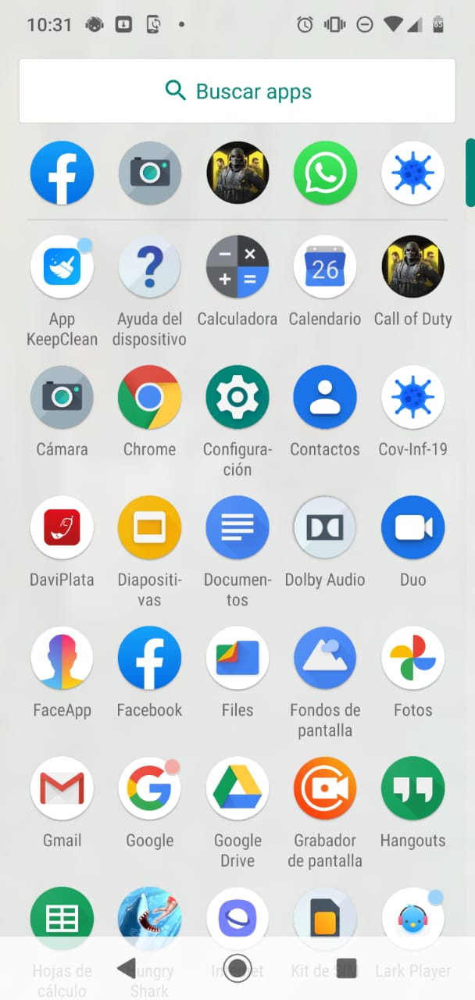 10:31
65
Buscar apps
26
App
KeepClean
Ayuda del
dispositivo
Calculadora
Calendario
Call of Duty
Cámara
Chrome
Configura-
ción
Contactos
Cov-Inf-19
DaviPlata
Diapositi-
vas
Documen-
tos
Dolby Audio
Duo
FaceApp
Facebook
Files
Fondos de
pantalla
Fotos
Gmail
Google
Google
Drive
Grabador
de pantalla
Hangouts
Hojas de
cálculo
Hungry
Shark
Internet
Kit de SIM
Lark Player